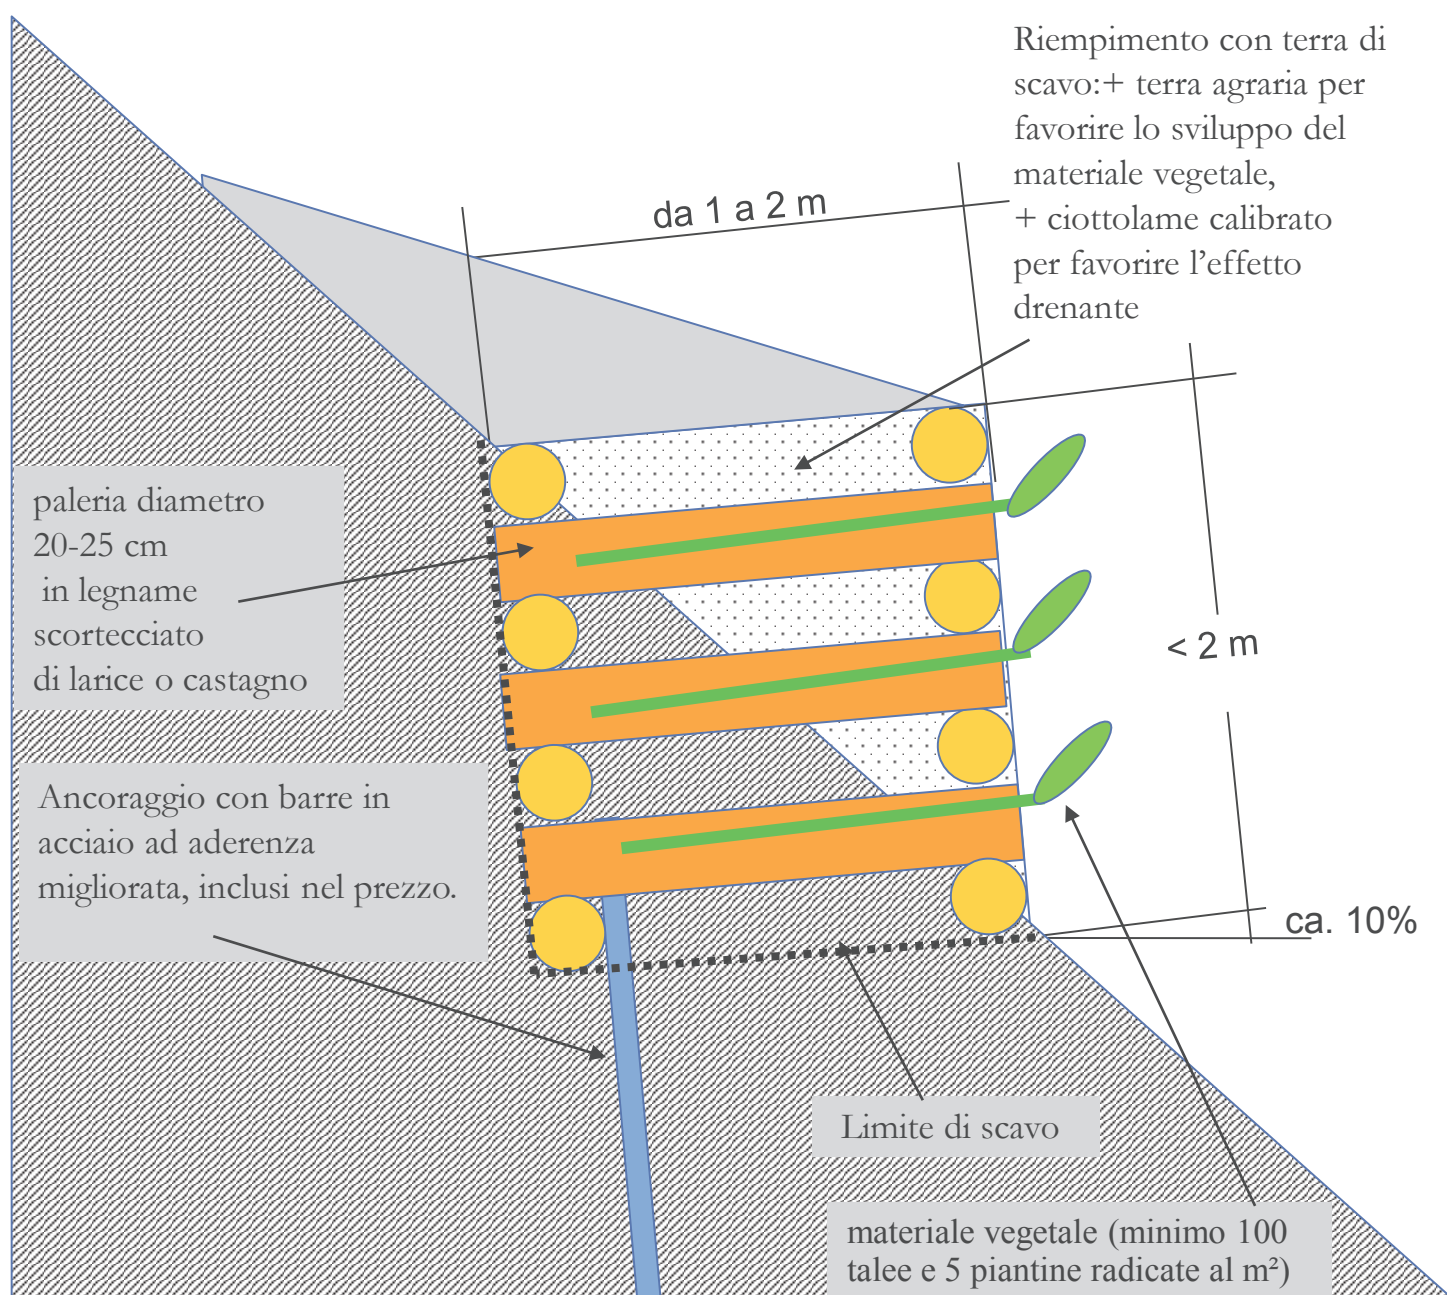 Riempimento con terra di
scavo:+ terra agraria per
favorire lo sviluppo del
materiale vegetale,
+ ciottolame calibrato
per favorire l’effetto
drenante
da 1 a 2 m
paleria diametro
20-25 cm
in legname
scortecciato
di larice o castagno
< 2 m
Ancoraggio con barre in
acciaio ad aderenza
migliorata, inclusi nel prezzo.
ca. 10%
Limite di scavo
materiale vegetale (minimo 100
talee e 5 piantine radicate al m²)